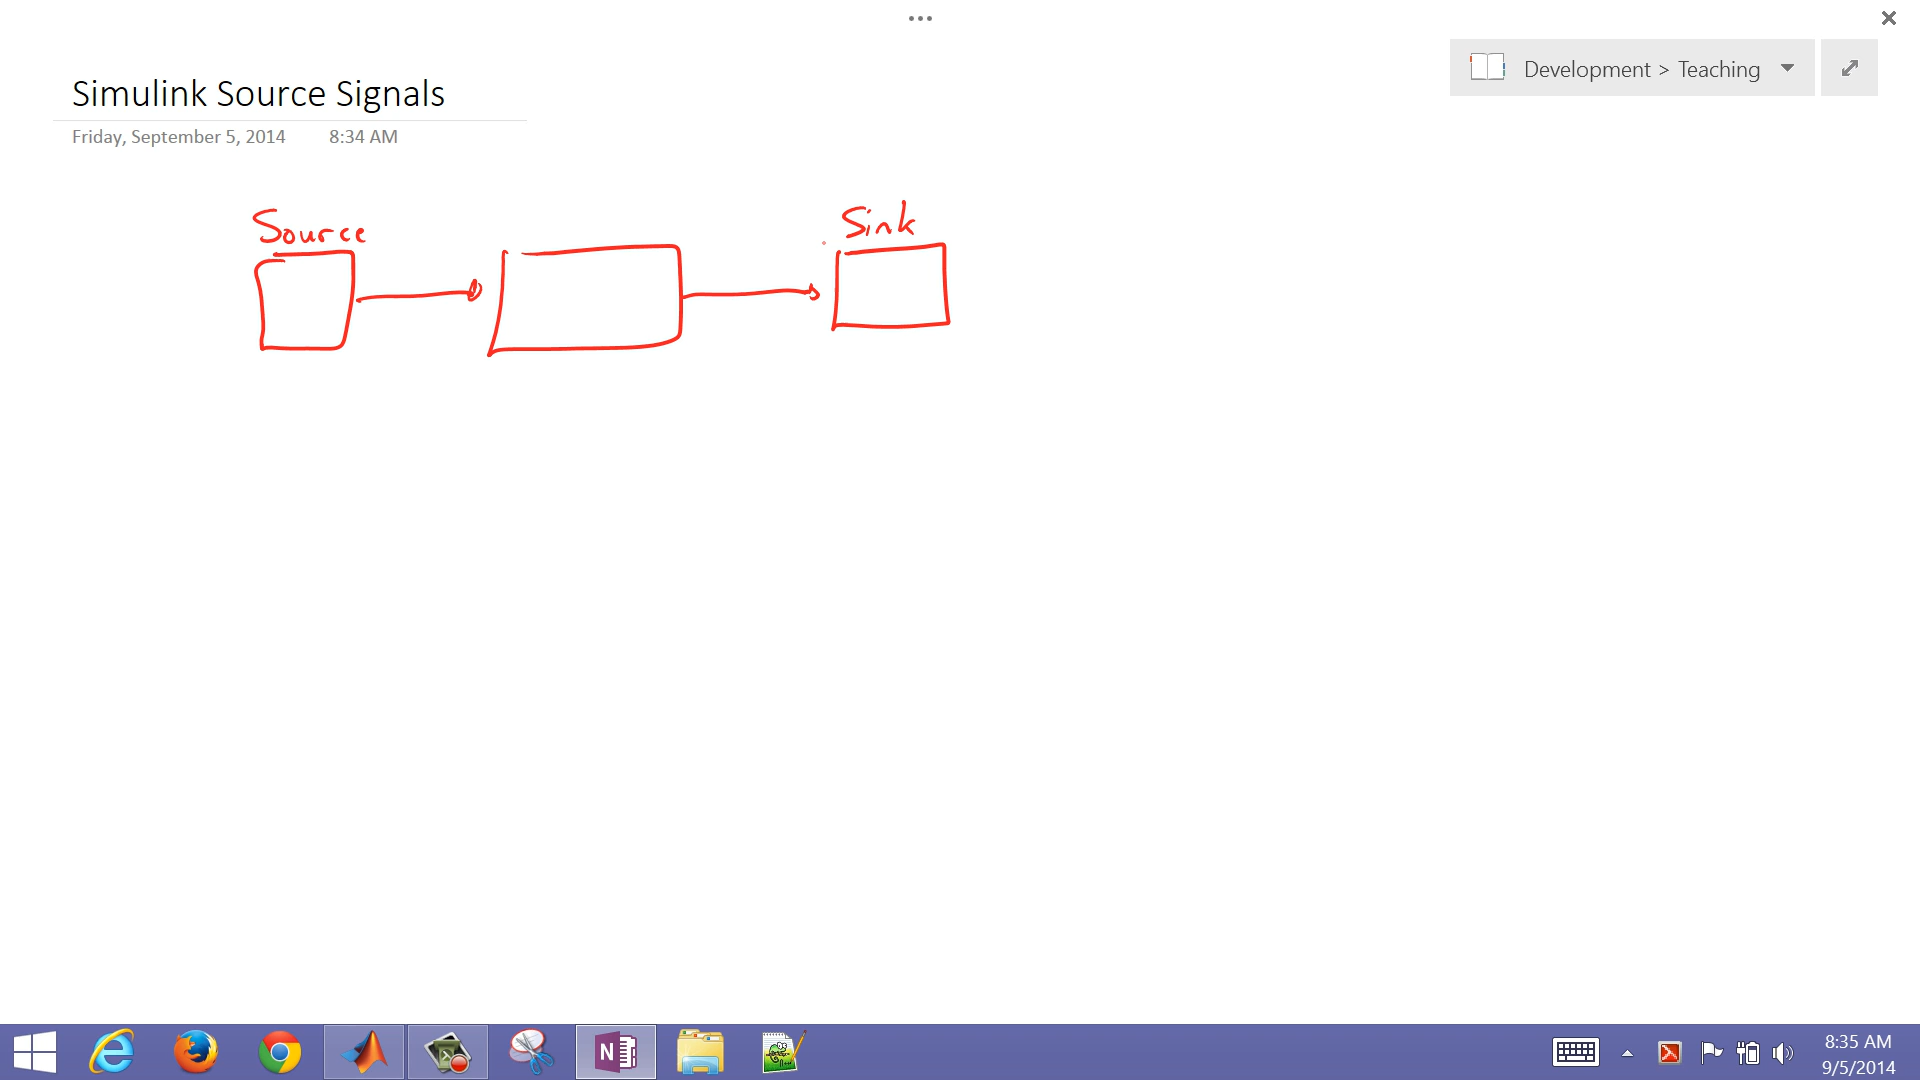 Development > Teaching
Simulink Source Signals
Friday, September 5, 2014 8:34 AM
Source
Sink
N
8:35 AM
9/5/2014